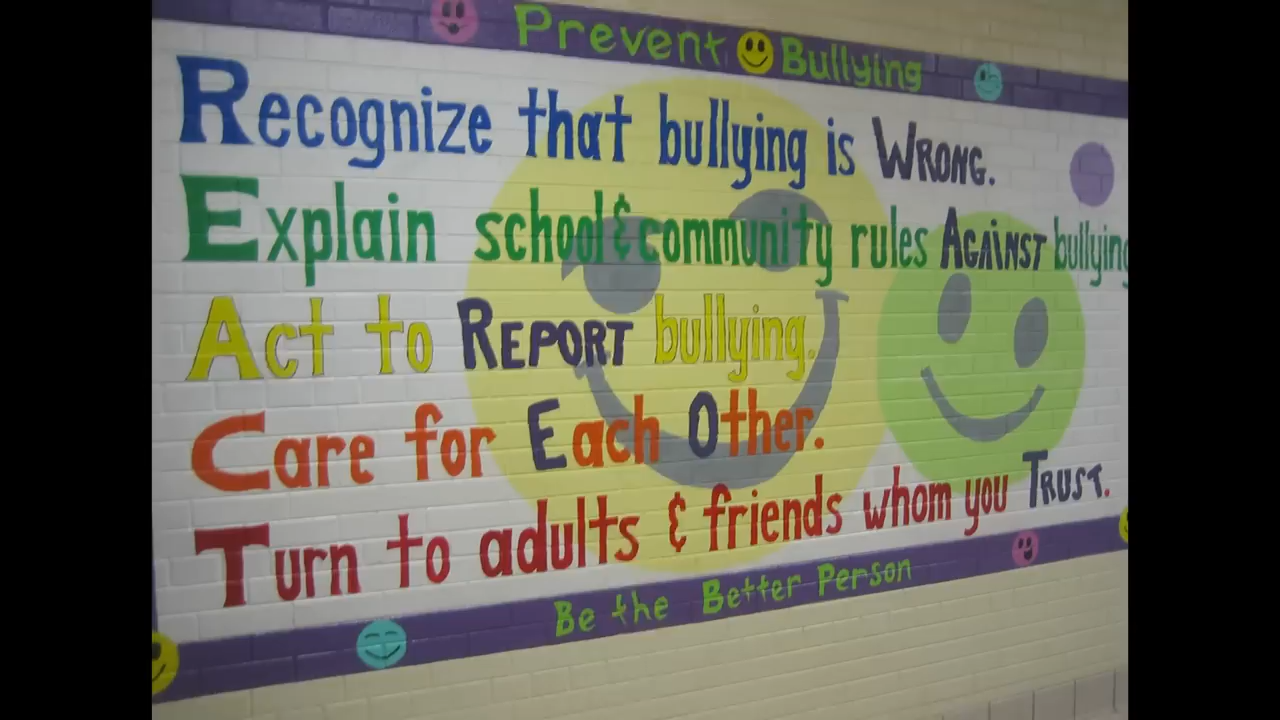 Prevent Bullying
Recognize that bullying is WRONG.
Explain school & community rules AGAiNST bullying
Act to REPORT bullying.
Care for Each Other.
Turn to adults & friends whom you TRUST.
Be the Better Person